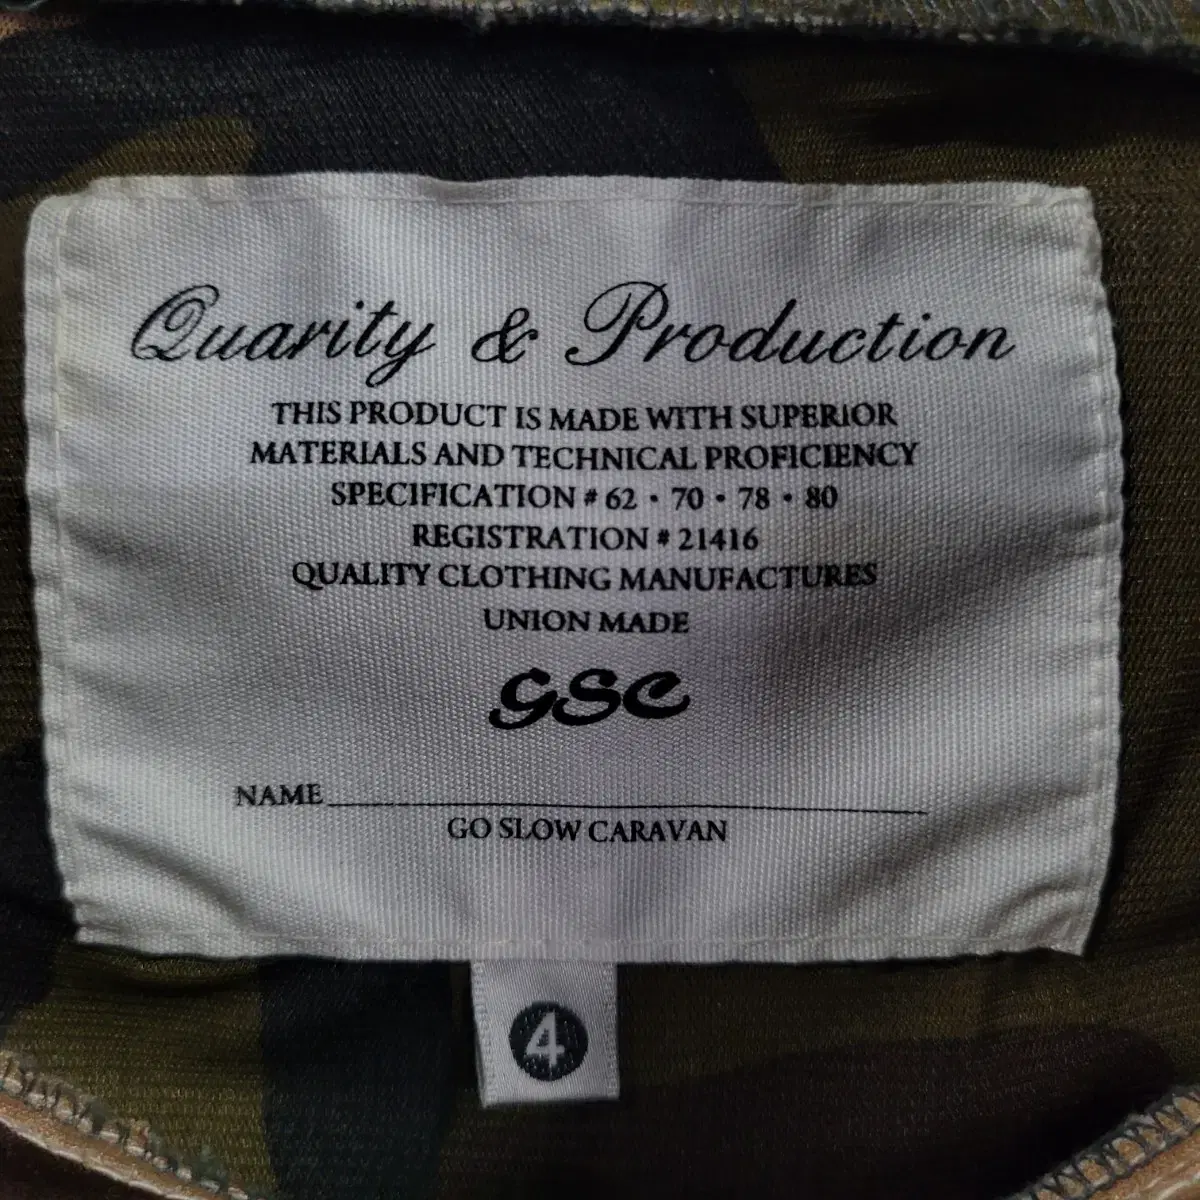 Quarity & Production
THIS PRODUCT IS MADE WITH SUPERIOR
MATERIALS AND TECHNICAL PROFICIENCY
SPECIFICATION # 62 · 70 · 78 · 80
REGISTRATION # 21416
QUALITY CLOTHING MANUFACTURES
UNION MADE
GSC
NAME
GO SLOW CARAVAN
4